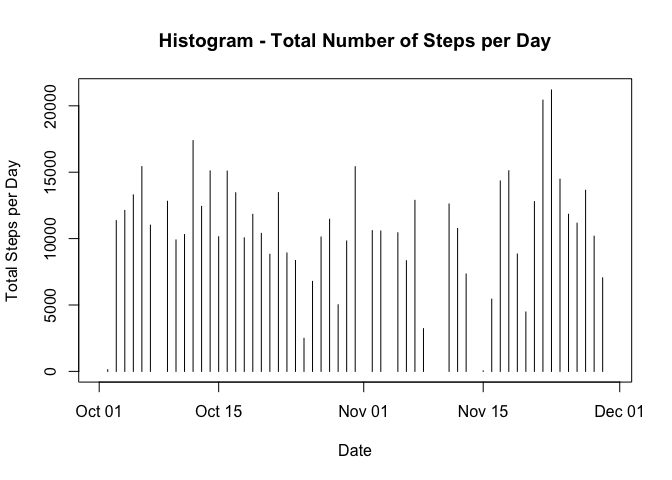 Histogram - Total Number of Steps per Day
Total Steps per Day
20000
15000
10000
5000
0
Oct 01
Oct 15
Nov 01
Nov 15
Dec 01
Date